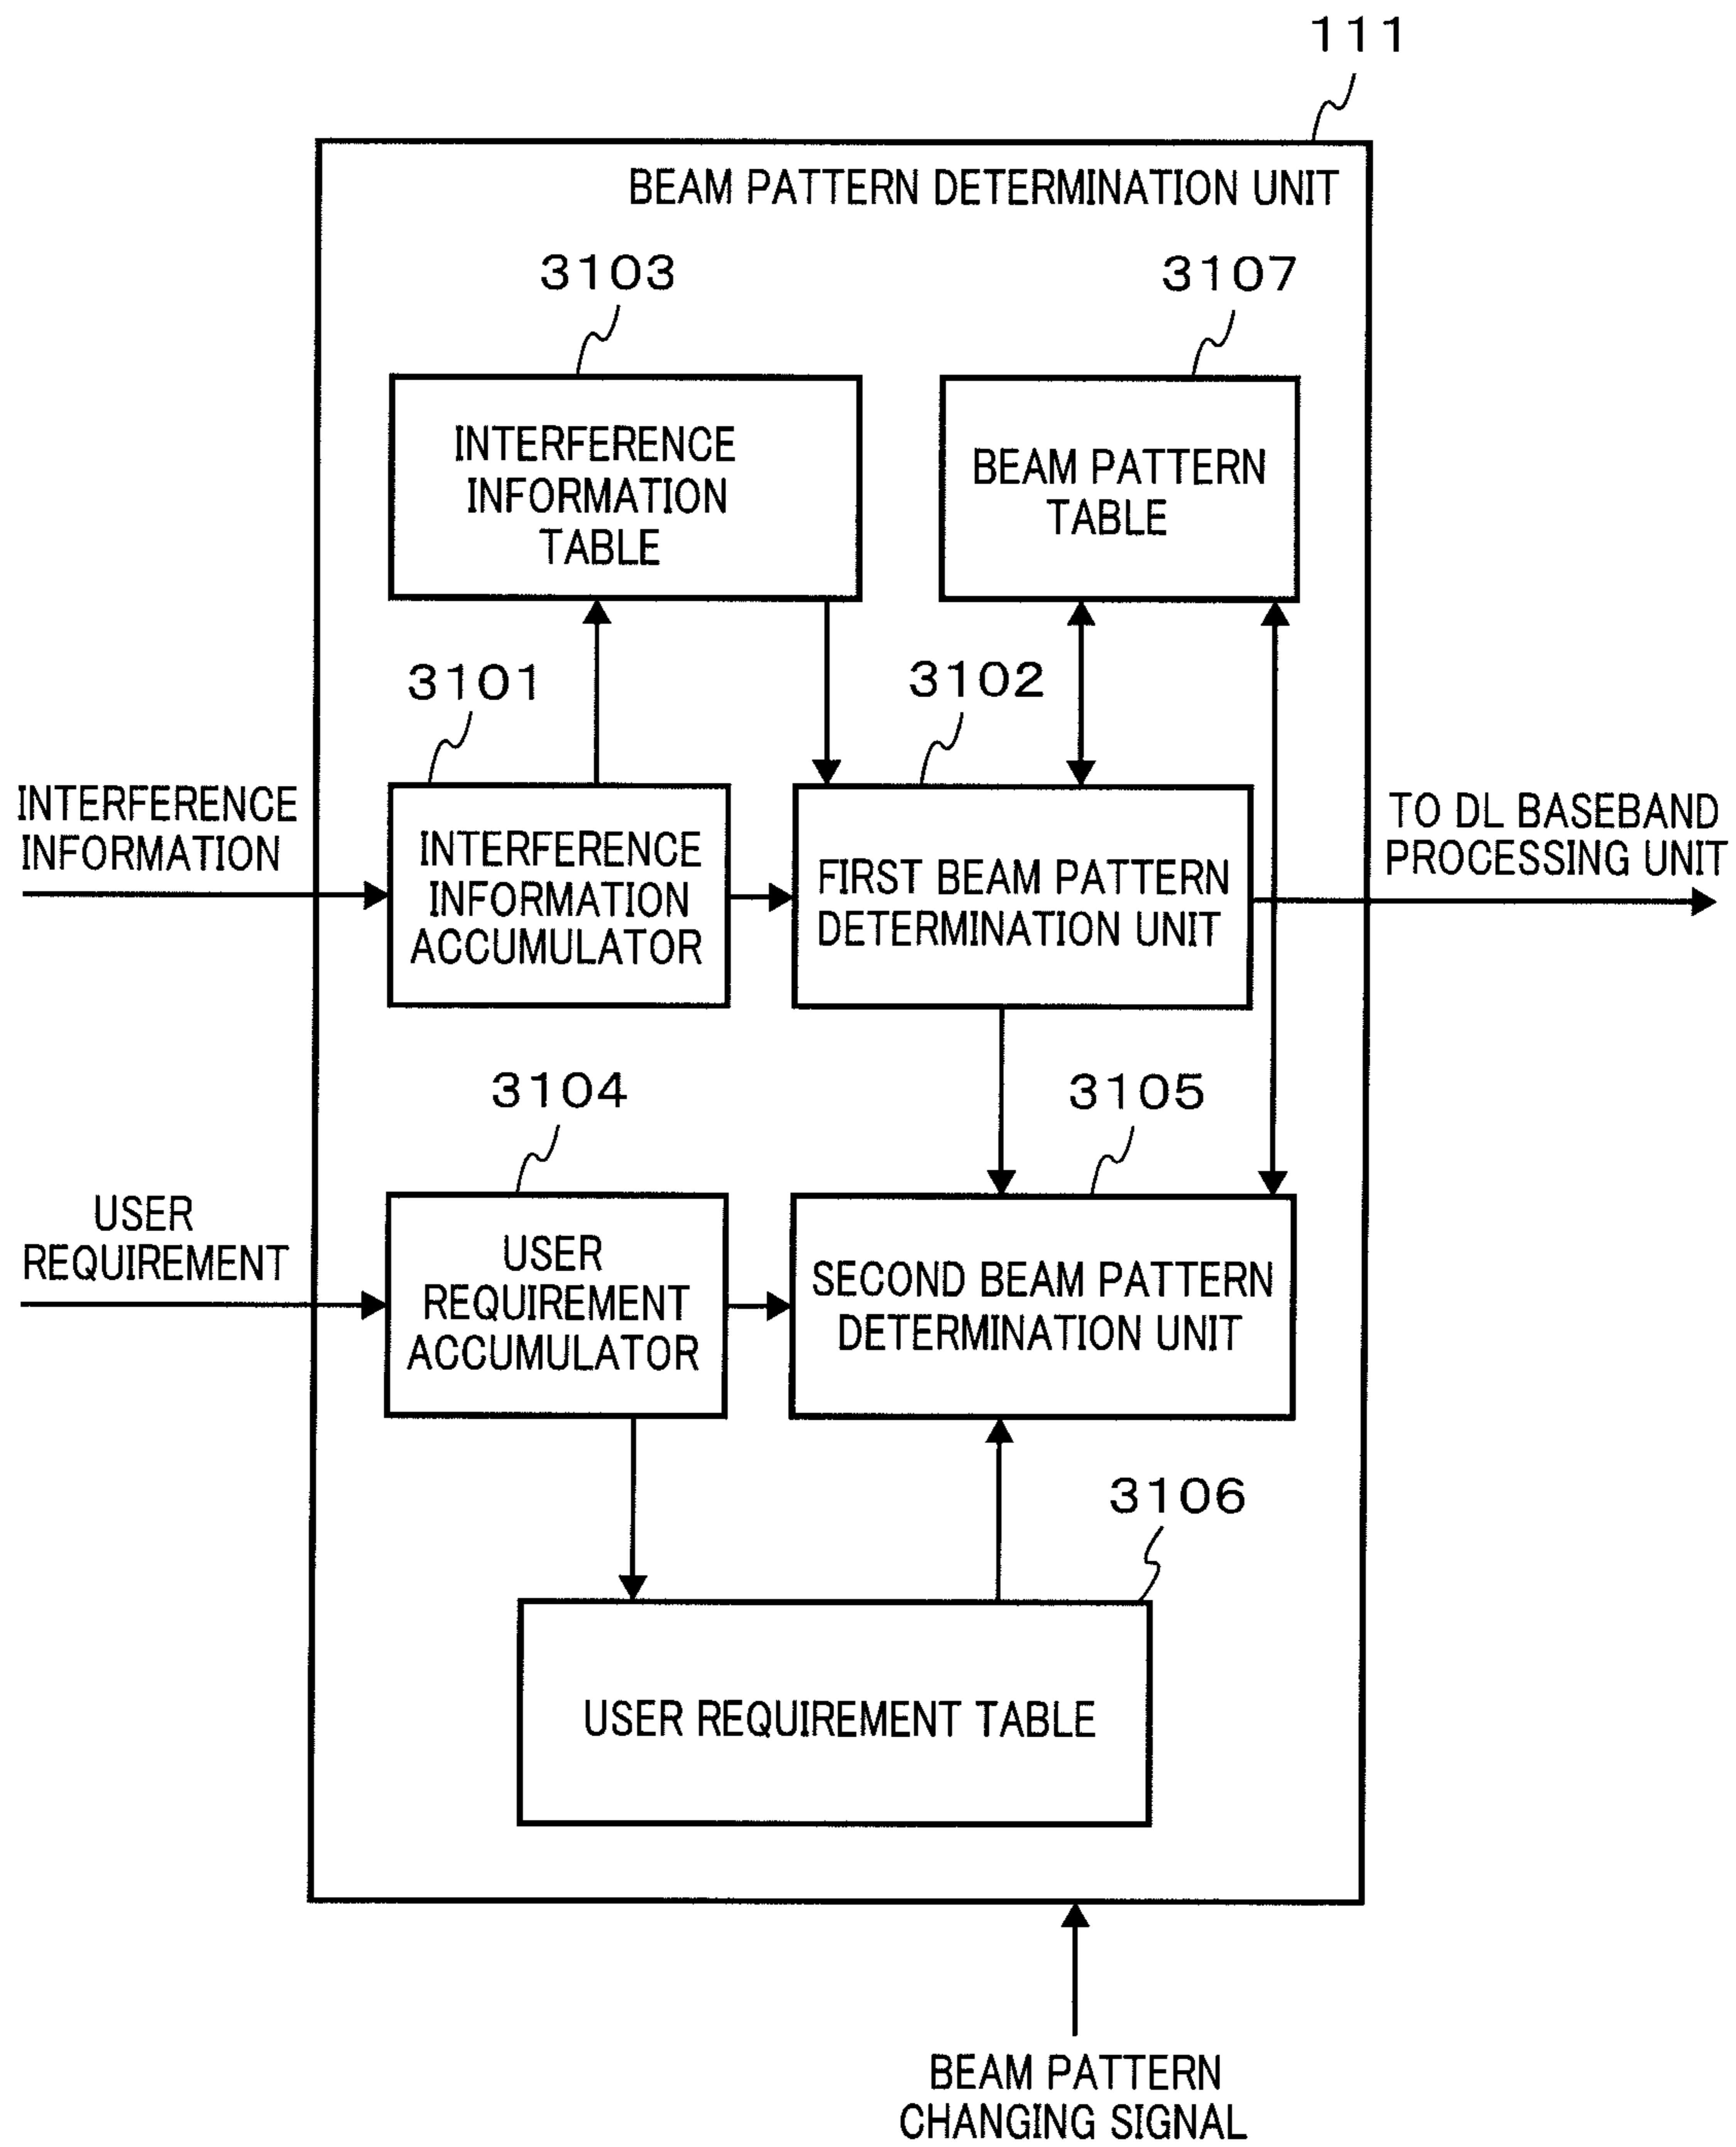 111
BEAM PATTERN DETERMINATION UNIT
3103
3107
INTERFERENCE
INFORMATION
TABLE
BEAM PATTERN
TABLE
3101
3102
INTERFERENCE
INFORMATION
INTERFERENCE
INFORMATION
ACCUMULATOR
FIRST BEAM PATTERN
DETERMINATION UNIT
TO DL BASEBAND
PROCESSING UNIT
3104
3105
USER
REQUIREMENT
USER
REQUIREMENT
ACCUMULATOR
SECOND BEAM PATTERN
DETERMINATION UNIT
3106
USER REQUIREMENT TABLE
BEAM PATTERN
CHANGING SIGNAL